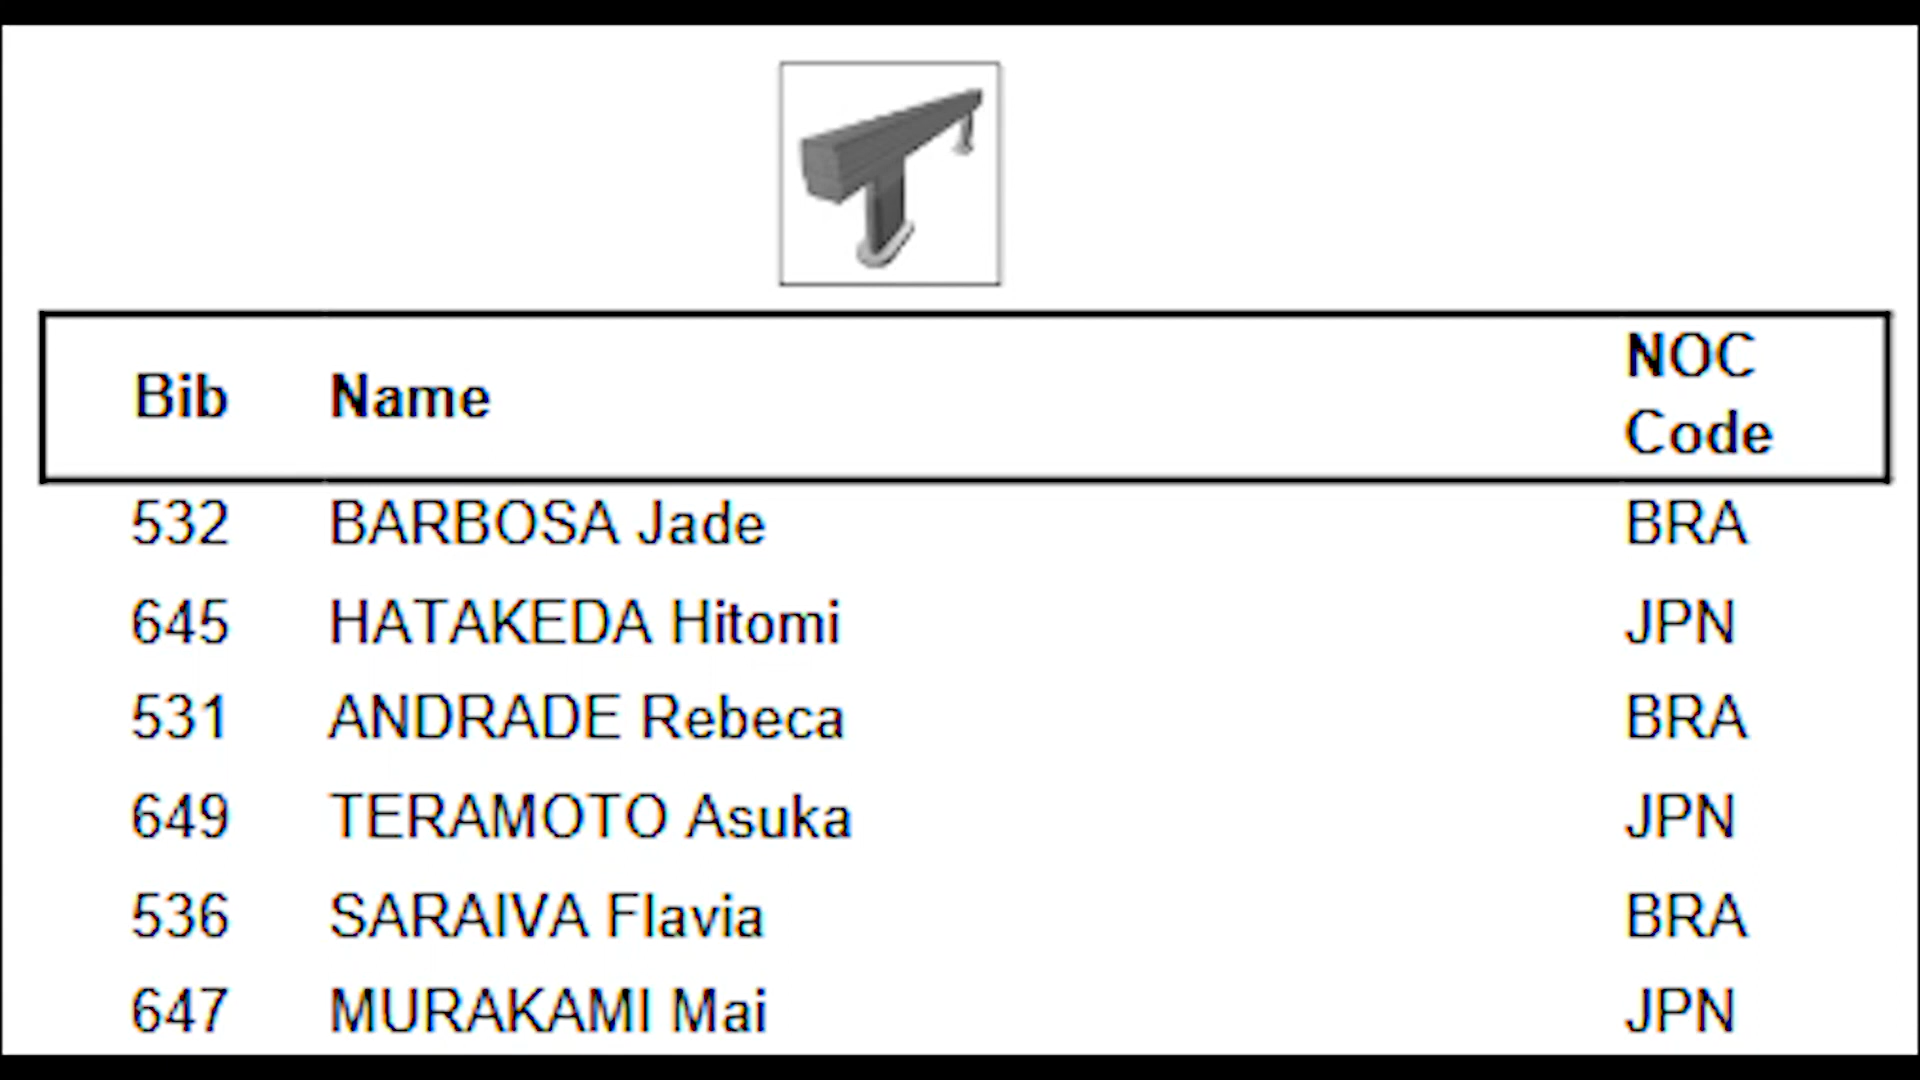 Bib Name NOC Code
532 BARBOSA Jade BRA
645 HATAKEDA Hitomi JPN
531 ANDRADE Rebeca BRA
649 TERAMOTO Asuka JPN
536 SARAIVA Flavia BRA
647 MURAKAMI Mai JPN